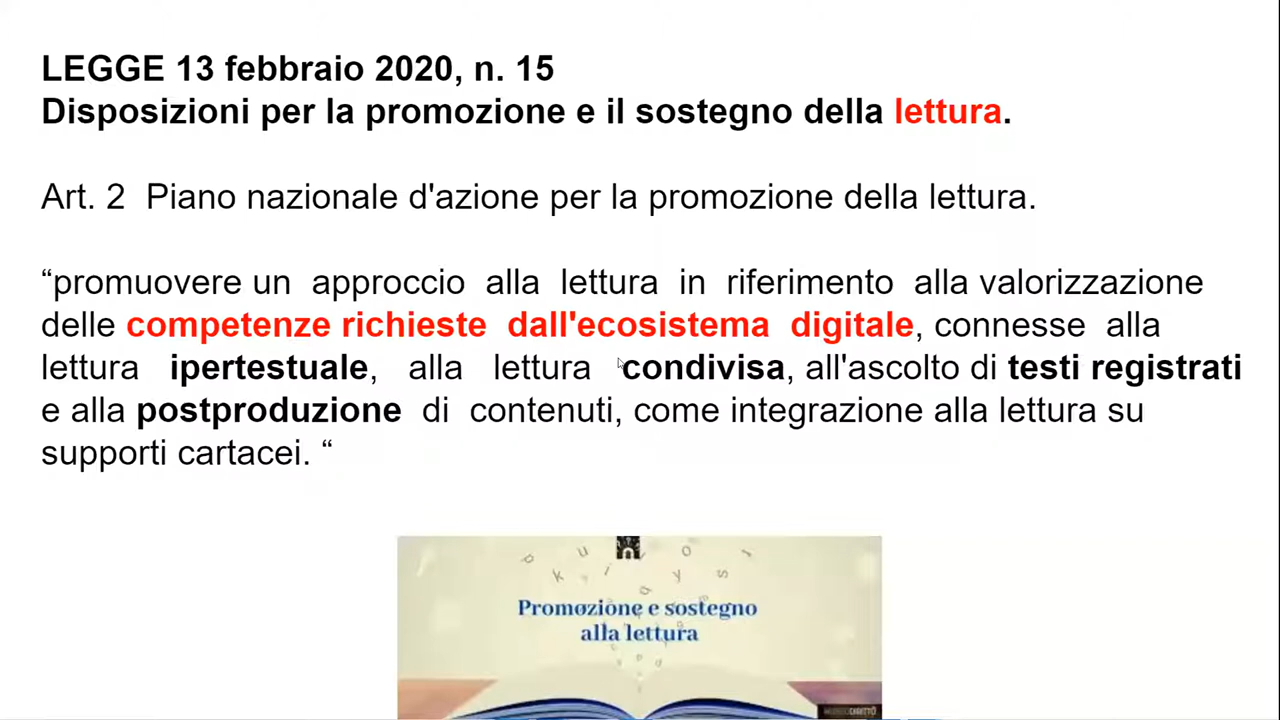 LEGGE 13 febbraio 2020, n. 15
Disposizioni per la promozione e il sostegno della lettura.
Art. 2 Piano nazionale d'azione per la promozione della lettura.
“promuovere un approccio alla lettura in riferimento alla valorizzazione
delle competenze richieste dall'ecosistema digitale, connesse alla
lettura ipertestuale, alla lettura condivisa, all'ascolto di testi registrati
e alla postproduzione di contenuti, come integrazione alla lettura su
supporti cartacei. “
Promozione e sostegno
alla lettura